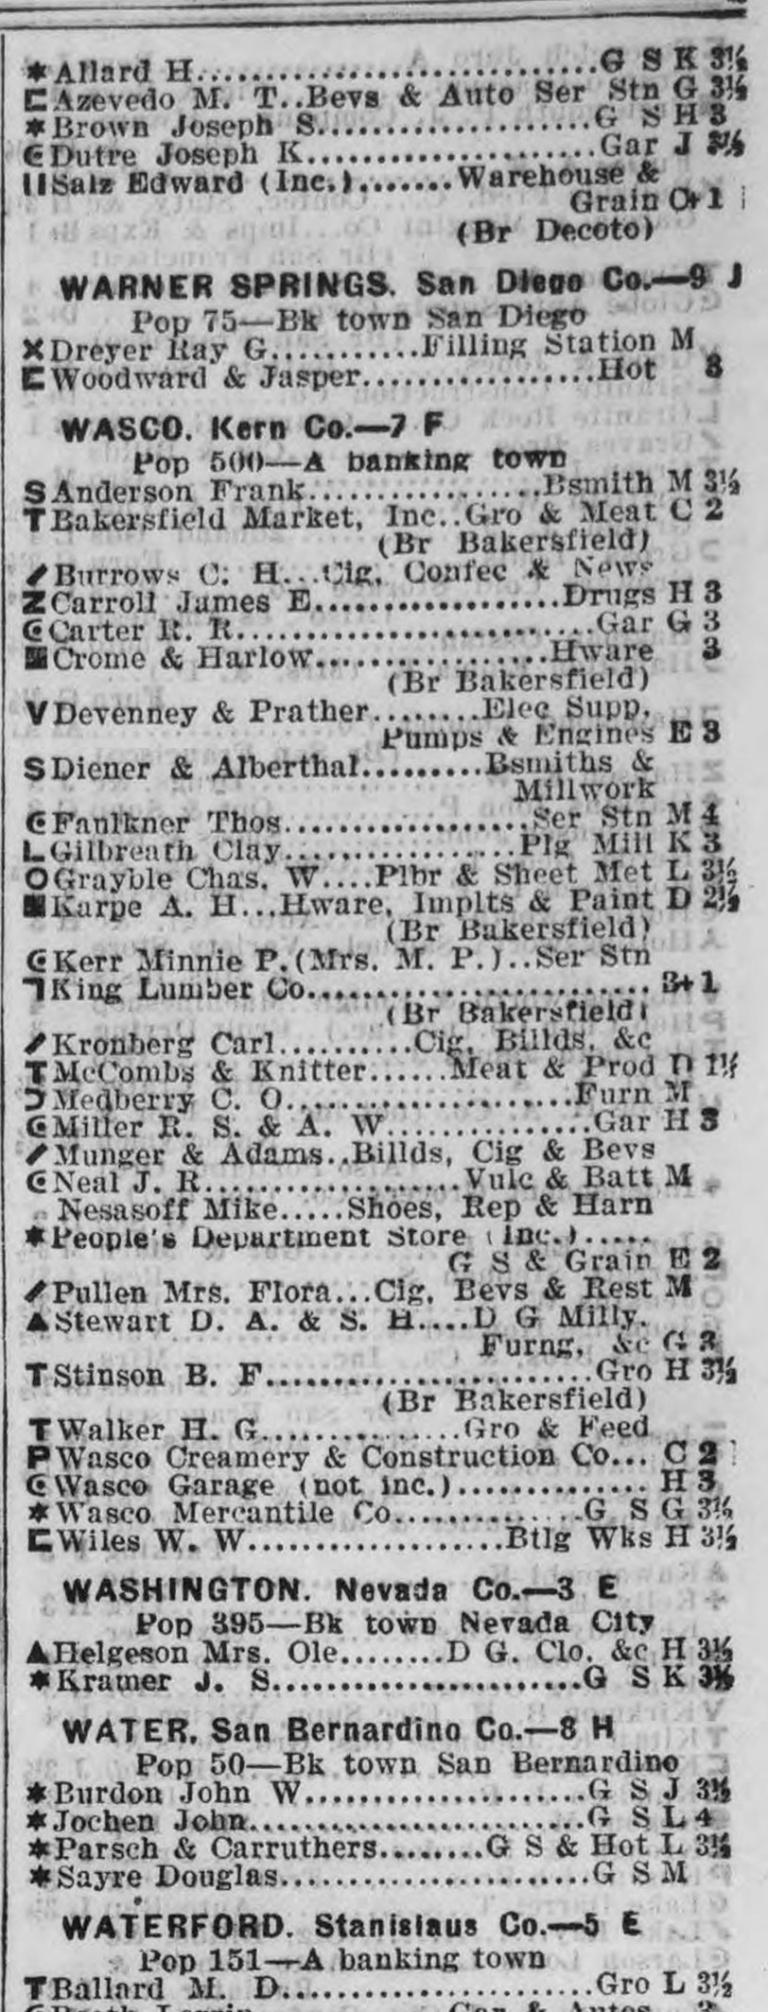 ✶Allard H..............................G S K 3½
⊏Azevedo M. T..Bevs & Auto Ser Stn G 3½
✶Brown Joseph S....................G S H 3
∈Dutre Joseph K.....................Gar J 3½
||Salz Edward (Inc.).......Warehouse &
Grain O+1
(Br Decoto)
WARNER SPRINGS. San Diego Co.—9 J
Pop 75—Bk town San Diego
✕Dreyer Ray G...........Filling Station M
⊏Woodward & Jasper.................Hot 3
WASCO. Kern Co.—7 F
Pop 500—A banking town
S Anderson Frank.................Bsmith M 3½
T Bakersfield Market, Inc..Gro & Meat C 2
(Br Bakersfield)
/Burrows C. H...Cig, Confec & News
Z Carroll James E..................Drugs H 3
∈Carter R. R..........................Gar G 3
■Crome & Harlow.................Hware 3
(Br Bakersfield)
V Devenney & Prather........Elec Supp,
Pumps & Engines E 3
S Diener & Alberthal.........Bsmiths &
Millwork
∈Faulkner Thos..................Ser Stn M 4
L Gilbreath Clay.................Plg Mill K 3
O Grayble Chas. W....Plbr & Sheet Met L 3½
■Karpe A. H...Hware, Implts & Paint D 2½
(Br Bakersfield)
∈Kerr Minnie P.(Mrs. M. P.)..Ser Stn
ꓶKing Lumber Co......................... 3+1
(Br Bakersfield)
/Kronberg Carl..........Cig, Billds, &c
T McCombs & Knitter......Meat & Prod D 1½
ↄMedberry C. O.....................Furn M
∈Miller R. S. & A. W...............Gar H 3
/Munger & Adams..Billds, Cig & Bevs
∈Neal J. R...................Vulc & Batt M
Nesasoff Mike.....Shoes, Rep & Harn
✶People's Department Store (Inc.).....
G S & Grain E 2
/Pullen Mrs. Flora...Cig, Bevs & Rest M
▲Stewart D. A. & S. H....D G Milly,
Furng, &c G 3
T Stinson B. F........................Gro H 3½
(Br Bakersfield)
T Walker H. G...............Gro & Feed
P Wasco Creamery & Construction Co... C 2
∈Wasco Garage (not inc.).............. H 3
✶Wasco Mercantile Co..............G S G 3½
⊏Wiles W. W...................Btlg Wks H 3½
WASHINGTON. Nevada Co.—3 E
Pop 395—Bk town Nevada City
▲Helgeson Mrs. Ole........D G. Clo, &c H 3½
✶Kramer J. S.......................G S K 3½
WATER, San Bernardino Co.—8 H
Pop 50—Bk town San Bernardino
✶Burdon John W.....................G S J 3½
✶Jochen John.........................G S L 4
✶Parsch & Carruthers........G S & Hot L 3½
✶Sayre Douglas.......................G S M
WATERFORD. Stanislaus Co.—5 E
Pop 151—A banking town
T Ballard M. D.......................Gro L 3½